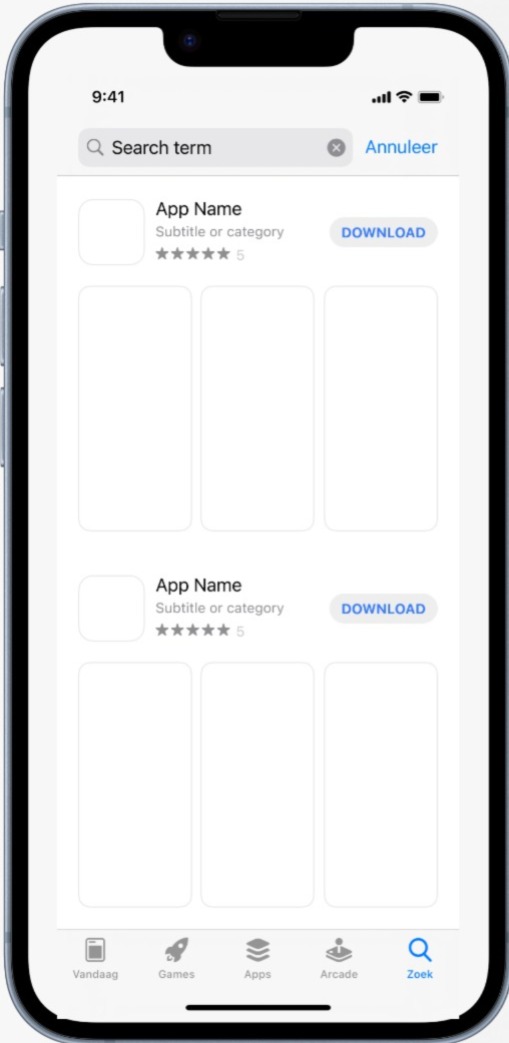 9:41
Search term
Annuleer
App Name
Subtitle or category
DOWNLOAD
★★★★★ 5
App Name
Subtitle or category
DOWNLOAD
★★★★★ 5
Vandaag
Games
Apps
Arcade
Zoek